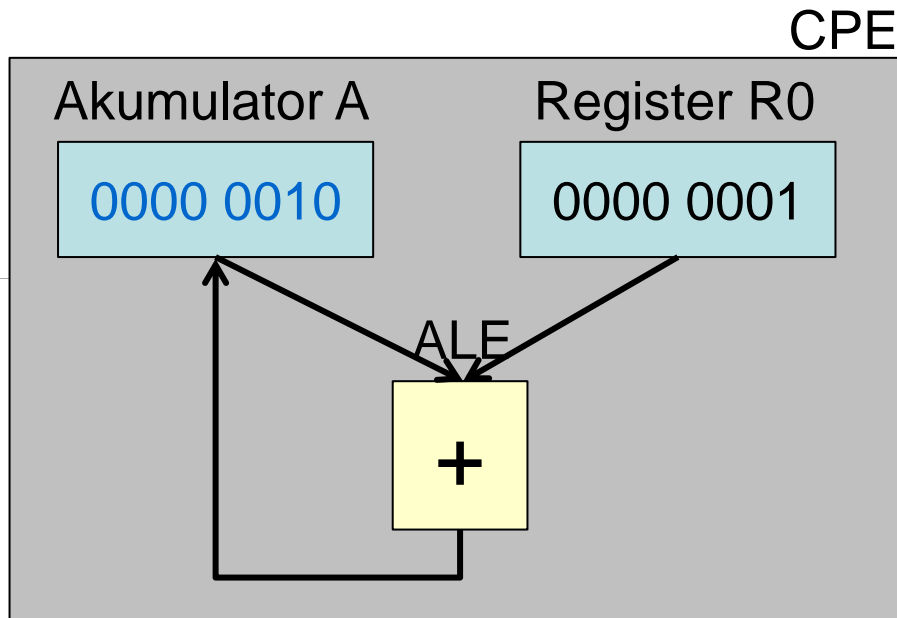 CPE
Akumulator A
Register R0
0000 0010
0000 0001
ALE
+